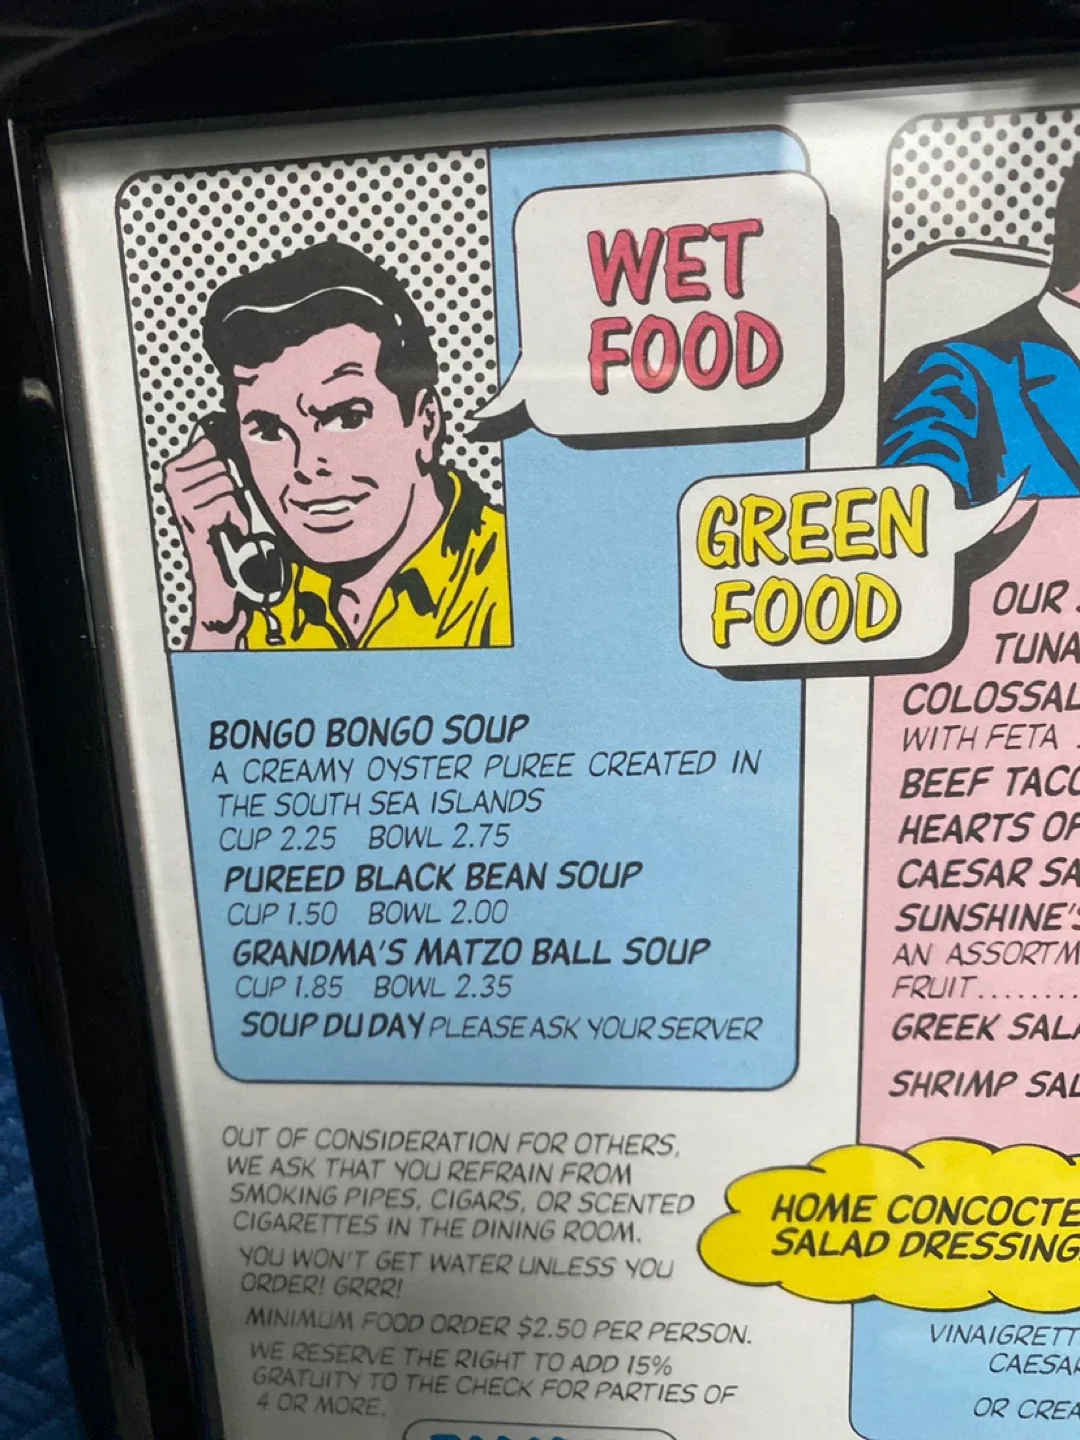 WET
FOOD
BONGO BONGO SOUP
A CREAMY OYSTER PUREE CREATED IN
THE SOUTH SEA ISLANDS
CUP 2.25 BOWL 2.75
PUREED BLACK BEAN SOUP
CUP 1.50 BOWL 2.00
GRANDMA'S MATZO BALL SOUP
CUP 1.85 BOWL 2.35
SOUP DU DAY PLEASE ASK YOUR SERVER
OUT OF CONSIDERATION FOR OTHERS,
WE ASK THAT YOU REFRAIN FROM
SMOKING PIPES, CIGARS, OR SCENTED
CIGARETTES IN THE DINING ROOM.
YOU WON'T GET WATER UNLESS YOU
ORDER! GRRR!
MINIMUM FOOD ORDER $2.50 PER PERSON.
WE RESERVE THE RIGHT TO ADD 15%
GRATUITY TO THE CHECK FOR PARTIES OF
4 OR MORE.
GREEN
FOOD
OUR
TUNA
COLOSSAL
WITH FETA
BEEF TACO
HEARTS OF
CAESAR SA
SUNSHINE'S
AN ASSORTM
FRUIT........
GREEK SALA
SHRIMP SAL
HOME CONCOCTE
SALAD DRESSING
VINAIGRETT
CAESAR
OR CREA